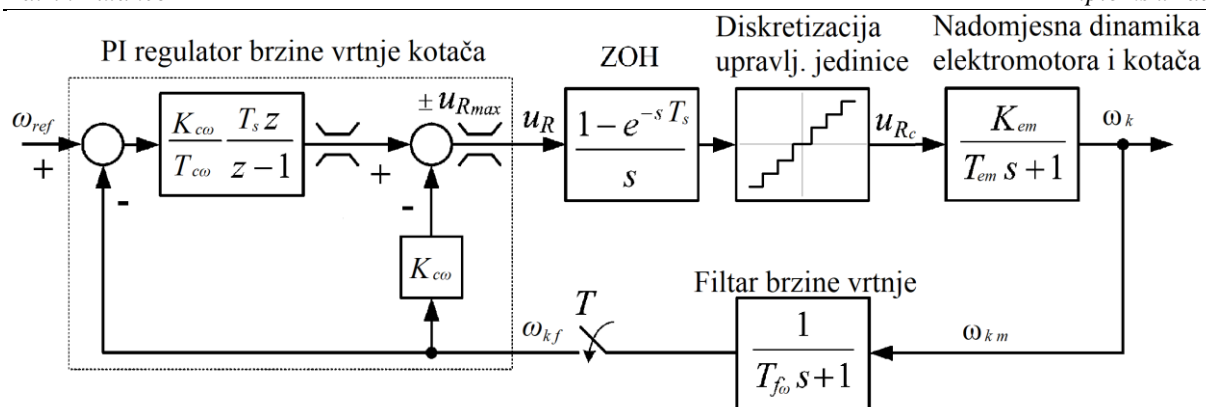 Diskretizacija
Nadomjesna dinamika
PI regulator brzine vrtnje kotača
ZOH
upravlj. jedinice
elektromotora i kotača
ω_ref
+
-
K_cω / T_cω T_s z / z − 1
+
-
± u_Rmax
u_R
1 − e^(−s T_s) / s
u_Rc
K_em / T_em s + 1
ω_k
K_cω
Filtar brzine vrtnje
ω_kf
T
1 / T_fω s + 1
ω_km